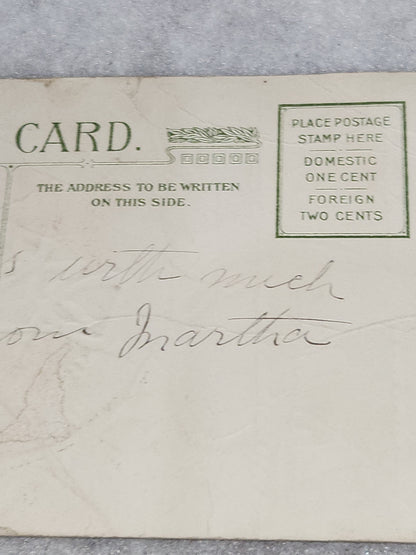 CARD.
THE ADDRESS TO BE WRITTEN
ON THIS SIDE.
PLACE POSTAGE
STAMP HERE
DOMESTIC
ONE CENT
FOREIGN
TWO CENTS
s with much
Martha